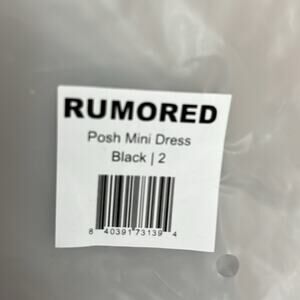 RUMORED
Posh Mini Dress
Black | 2
8 40391 73139 4